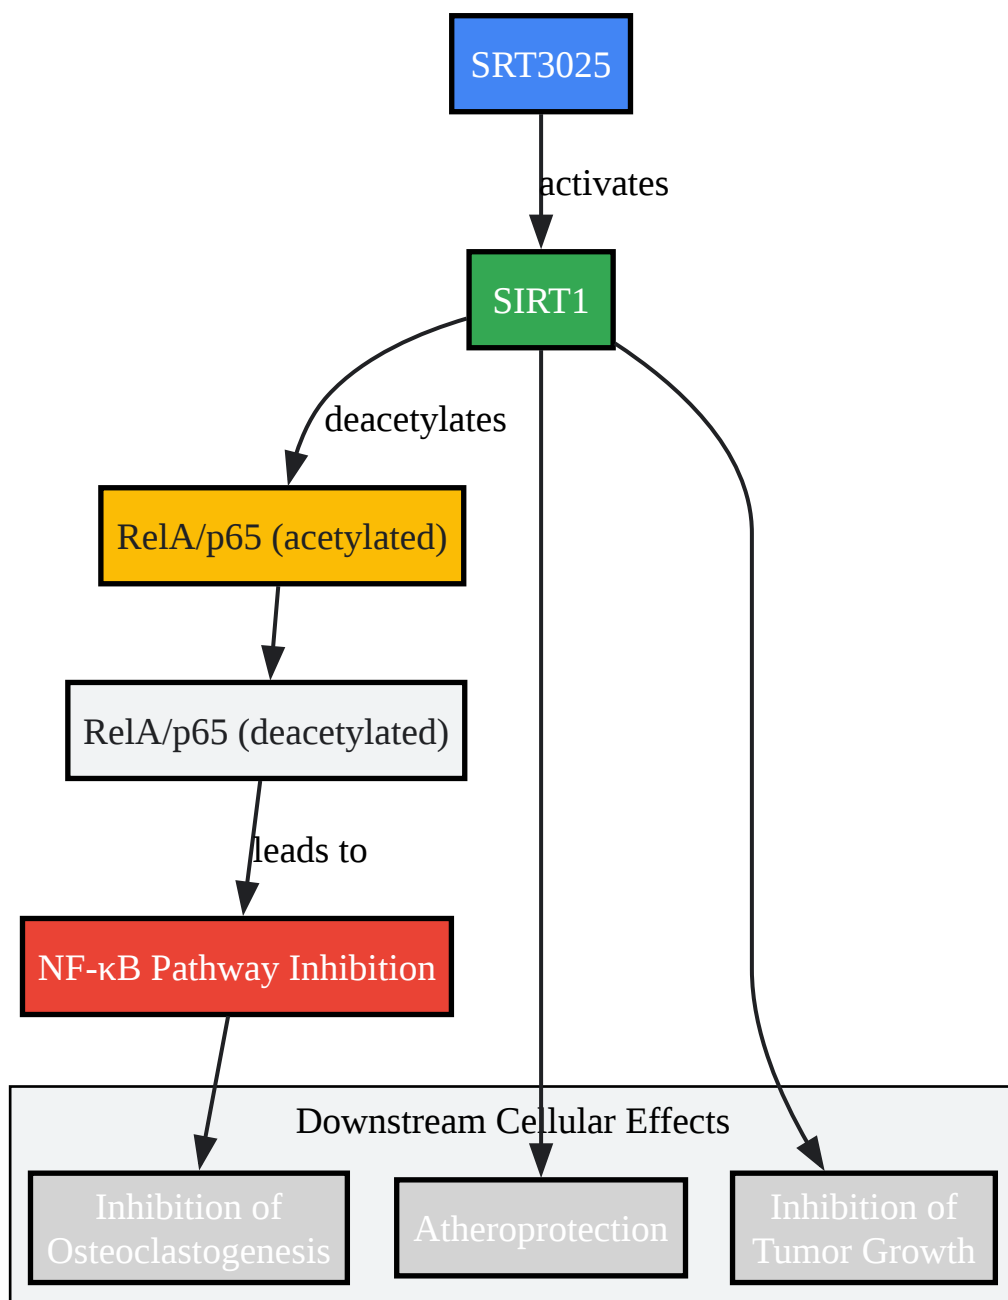 SRT3025
activates
SIRT1
deacetylates
RelA/p65 (acetylated)
RelA/p65 (deacetylated)
leads to
NF-κB Pathway Inhibition
Downstream Cellular Effects
Inhibition of
Osteoclastogenesis
Atheroprotection
Inhibition of
Tumor Growth